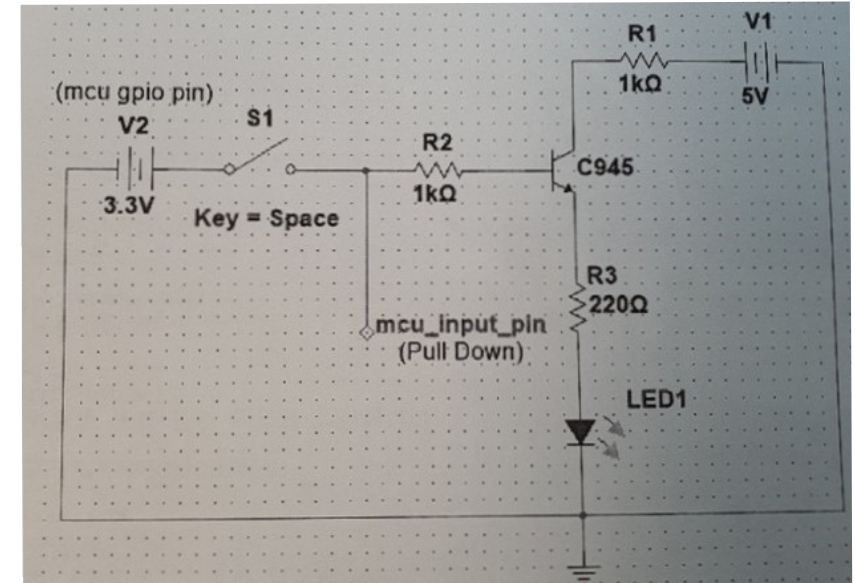 (mcu gpio pin)
V2
3.3V
S1
Key = Space
R2
1kΩ
mcu_input_pin
(Pull Down)
R1
1kΩ
V1
5V
C945
R3
220Ω
LED1